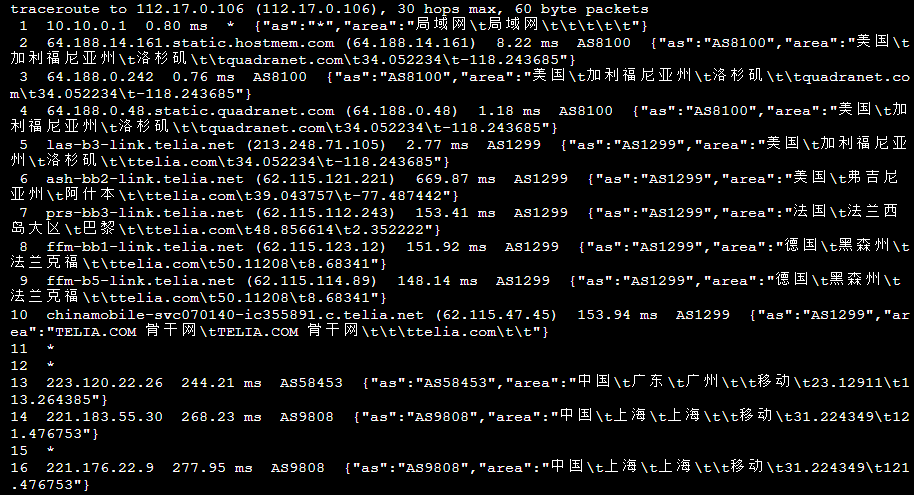 traceroute to 112.17.0.106 (112.17.0.106), 30 hops max, 60 byte packets
 1  10.10.0.1  0.80 ms  *  {"as":"*","area":"局域网\t局域网\t\t\t\t\t"}
 2  64.188.14.161.static.hostmem.com (64.188.14.161)  8.22 ms  AS8100  {"as":"AS8100","area":"美国\t
加利福尼亚州\t洛杉矶\t\tquadranet.com\t34.052234\t-118.243685"}
 3  64.188.0.242  0.76 ms  AS8100  {"as":"AS8100","area":"美国\t加利福尼亚州\t洛杉矶\t\tquadranet.co
m\t34.052234\t-118.243685"}
 4  64.188.0.48.static.quadranet.com (64.188.0.48)  1.18 ms  AS8100  {"as":"AS8100","area":"美国\t加
利福尼亚州\t洛杉矶\t\tquadranet.com\t34.052234\t-118.243685"}
 5  las-b3-link.telia.net (213.248.71.105)  2.77 ms  AS1299  {"as":"AS1299","area":"美国\t加利福尼亚
州\t洛杉矶\t\ttelia.com\t34.052234\t-118.243685"}
 6  ash-bb2-link.telia.net (62.115.121.221)  669.87 ms  AS1299  {"as":"AS1299","area":"美国\t弗吉尼
亚州\t阿什本\t\ttelia.com\t39.043757\t-77.487442"}
 7  prs-bb3-link.telia.net (62.115.112.243)  153.41 ms  AS1299  {"as":"AS1299","area":"法国\t法兰西
岛大区\t巴黎\t\ttelia.com\t48.856614\t2.352222"}
 8  ffm-bb1-link.telia.net (62.115.123.12)  151.92 ms  AS1299  {"as":"AS1299","area":"德国\t黑森州\t
法兰克福\t\ttelia.com\t50.11208\t8.68341"}
 9  ffm-b5-link.telia.net (62.115.114.89)  148.14 ms  AS1299  {"as":"AS1299","area":"德国\t黑森州\t
法兰克福\t\ttelia.com\t50.11208\t8.68341"}
10  chinamobile-svc070140-ic355891.c.telia.net (62.115.47.45)  153.94 ms  AS1299  {"as":"AS1299","ar
ea":"TELIA.COM 骨干网\tTELIA.COM 骨干网\t\t\ttelia.com\t\t"}
11  *
12  *
13  223.120.22.26  244.21 ms  AS58453  {"as":"AS58453","area":"中国\t广东\t广州\t\t移动\t23.12911\t1
13.264385"}
14  221.183.55.30  268.23 ms  AS9808  {"as":"AS9808","area":"中国\t上海\t上海\t\t移动\t31.224349\t12
1.476753"}
15  *
16  221.176.22.9  277.95 ms  AS9808  {"as":"AS9808","area":"中国\t上海\t上海\t\t移动\t31.224349\t121
.476753"}